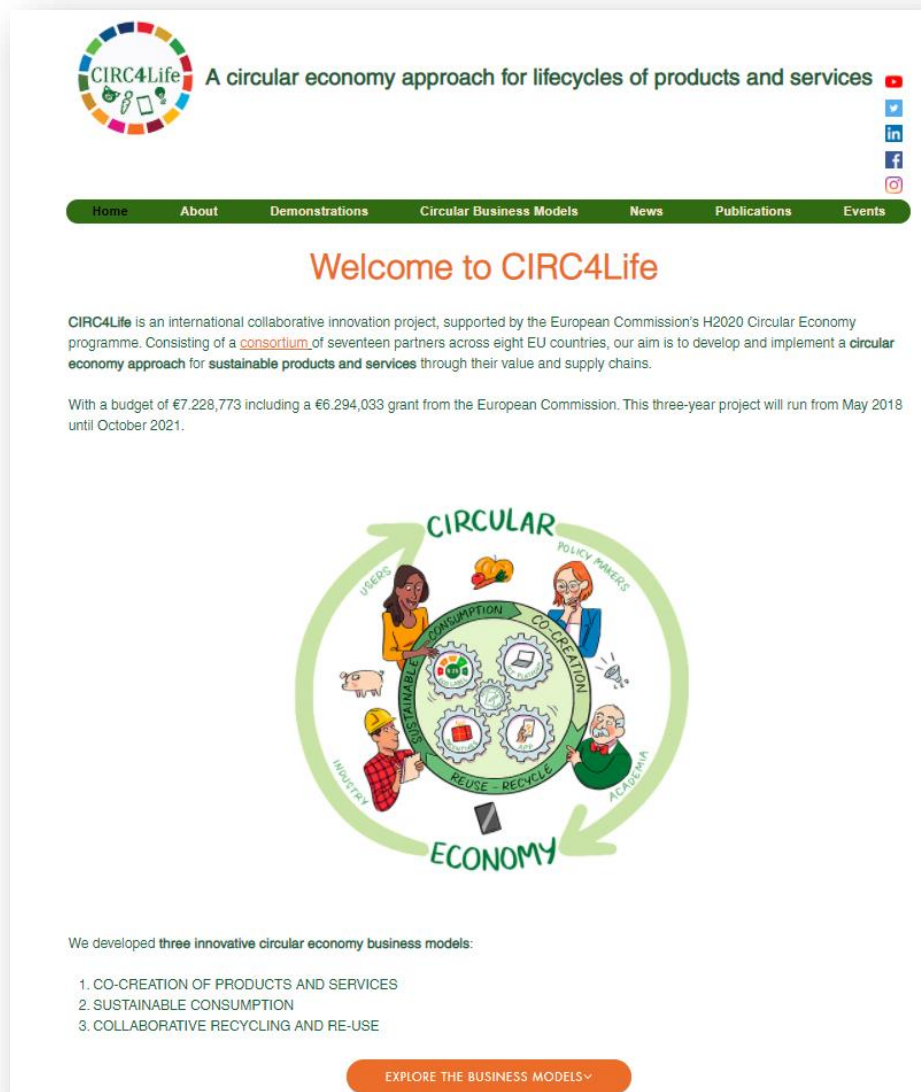 CIRC4Life
A circular economy approach for lifecycles of products and services
Home About Demonstrations Circular Business Models News Publications Events
Welcome to CIRC4Life
CIRC4Life is an international collaborative innovation project, supported by the European Commission's H2020 Circular Economy
programme. Consisting of a consortium of seventeen partners across eight EU countries, our aim is to develop and implement a circular
economy approach for sustainable products and services through their value and supply chains.
With a budget of €7.228,773 including a €6.294,033 grant from the European Commission. This three-year project will run from May 2018
until October 2021.
CIRCULAR
POLICY MAKERS
USERS
SUSTAINABLE CONSUMPTION
CO-CREATION
APP
INDUSTRY
REUSE - RECYCLE
ACADEMIA
ECONOMY
We developed three innovative circular economy business models:
1. CO-CREATION OF PRODUCTS AND SERVICES
2. SUSTAINABLE CONSUMPTION
3. COLLABORATIVE RECYCLING AND RE-USE
EXPLORE THE BUSINESS MODELS